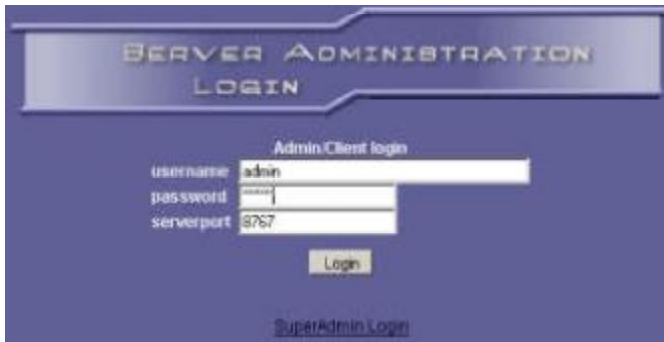 SERVER ADMINISTRATION
LOGIN
Admin/Client login
username admin
password ******
serverport 8767
Login
SuperAdmin Login